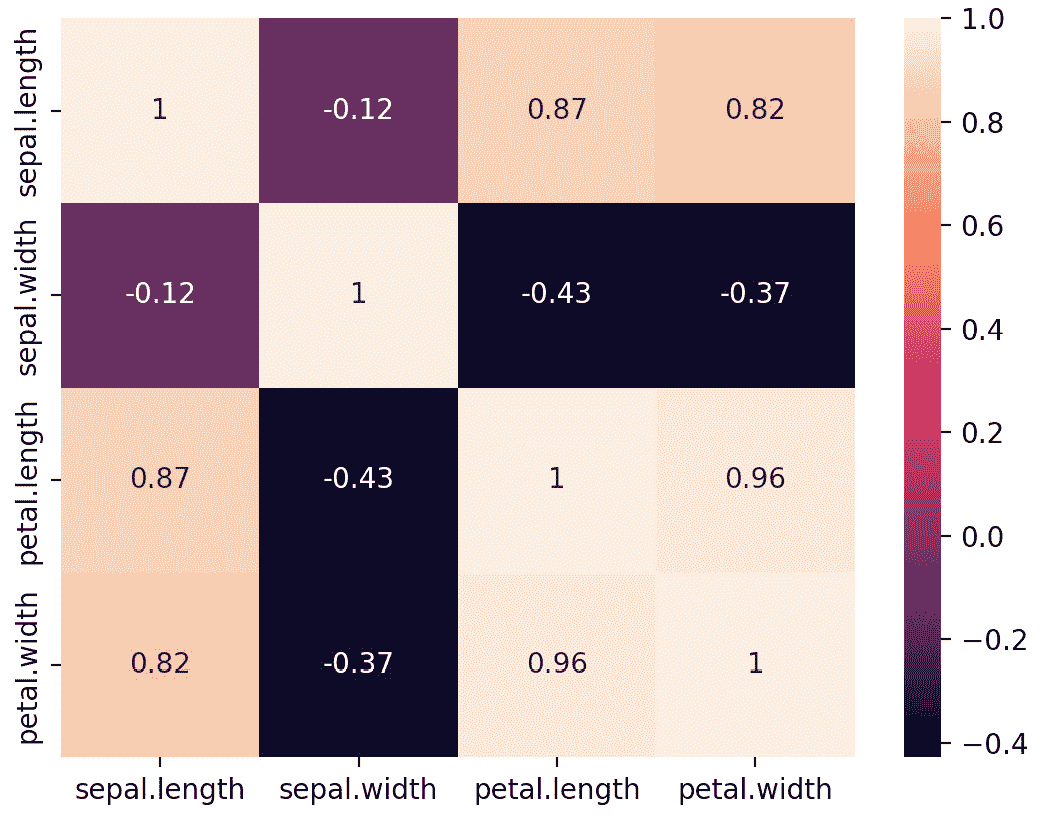 sepal.length 1 -0.12 0.87 0.82
sepal.width -0.12 1 -0.43 -0.37
petal.length 0.87 -0.43 1 0.96
petal.width 0.82 -0.37 0.96 1
sepal.length sepal.width petal.length petal.width
1.0
0.8
0.6
0.4
0.2
0.0
−0.2
−0.4